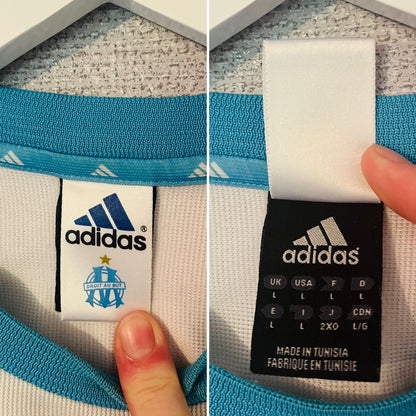 adidas®
DROIT AU BUT
adidas
UK USA F D
L L L L
E I J CDN
L L 2XO L/G
MADE IN TUNISIA
FABRIQUE EN TUNISIE